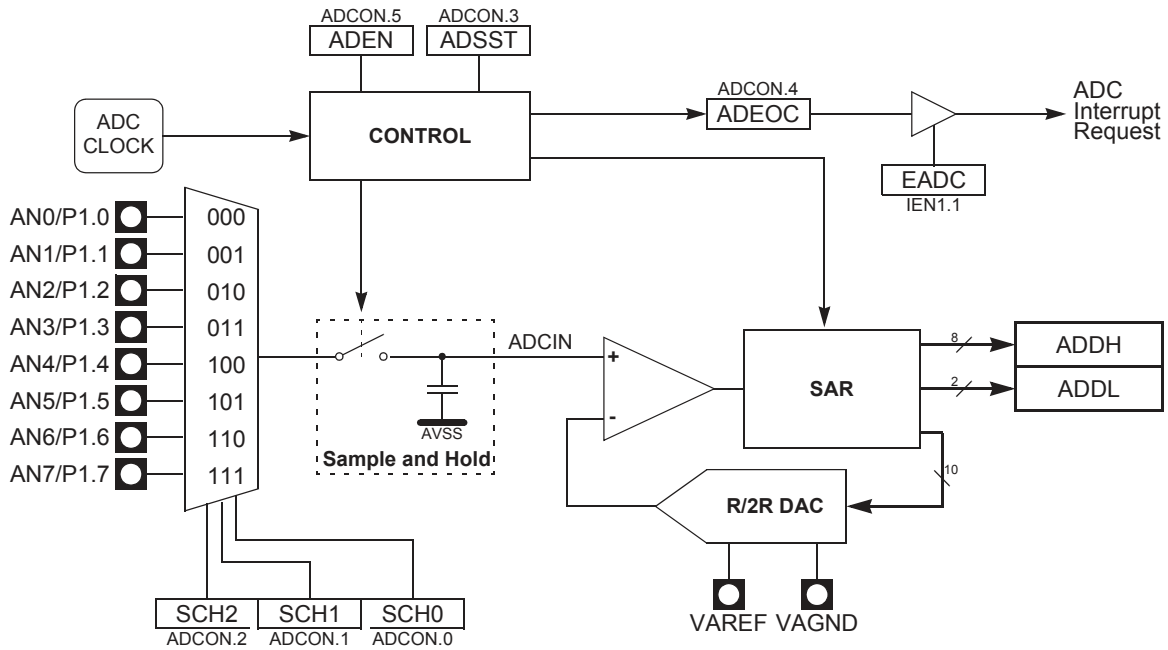 ADCON.5
ADEN
ADCON.3
ADSST
ADC
CLOCK
CONTROL
ADCON.4
ADEOC
ADC
Interrupt
Request
EADC
IEN1.1
AN0/P1.0
000
AN1/P1.1
001
AN2/P1.2
010
AN3/P1.3
011
AN4/P1.4
100
AN5/P1.5
101
AN6/P1.6
110
AN7/P1.7
111
AVSS
Sample and Hold
ADCIN
+
-
SAR
8
ADDH
2
ADDL
10
R/2R DAC
VAREF
VAGND
SCH2
SCH1
SCH0
ADCON.2
ADCON.1
ADCON.0